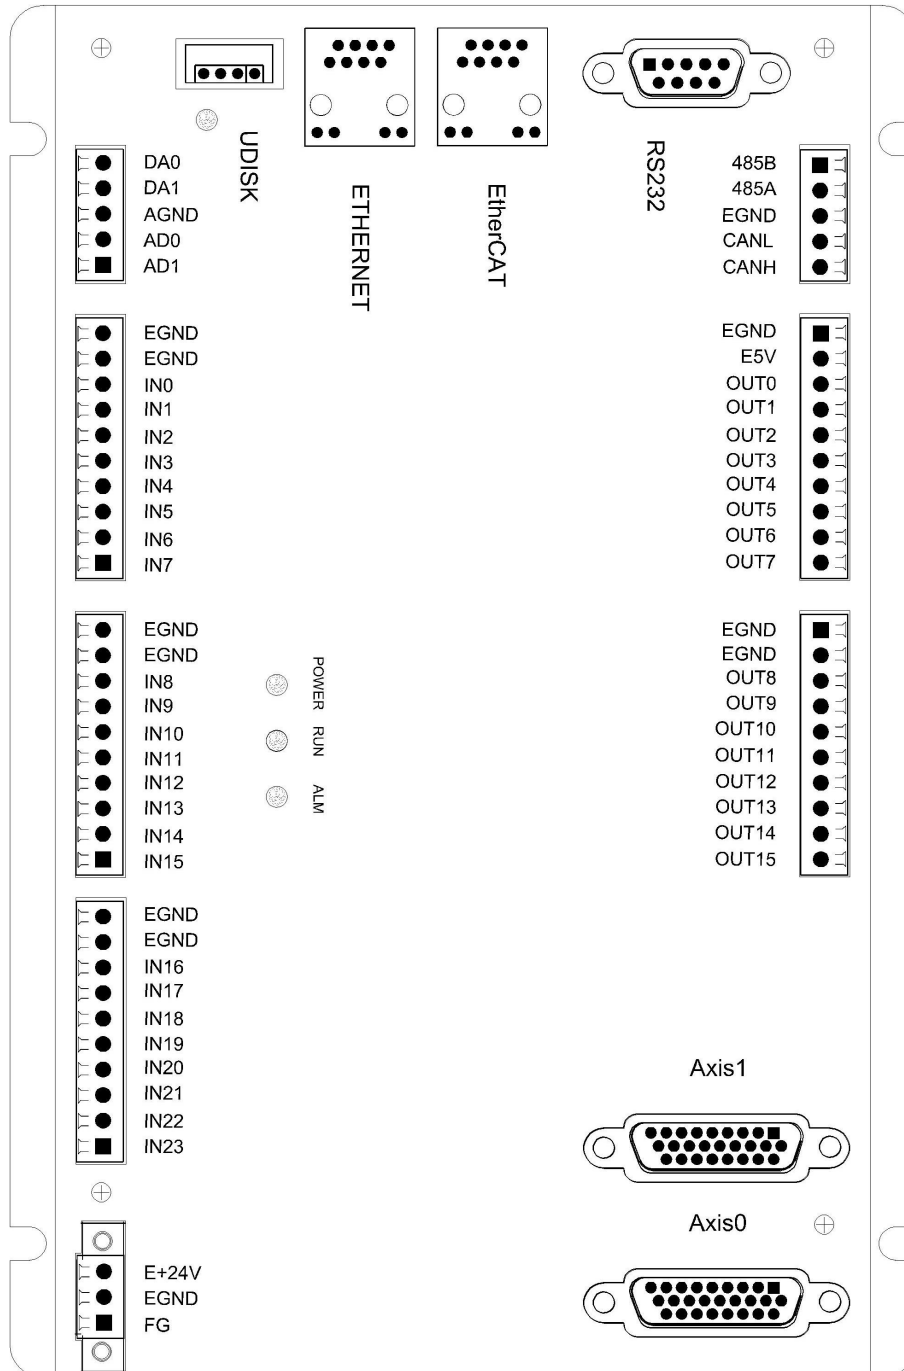 UDISK
ETHERNET
EtherCAT
RS232
DA0
DA1
AGND
AD0
AD1
485B
485A
EGND
CANL
CANH
EGND
EGND
IN0
IN1
IN2
IN3
IN4
IN5
IN6
IN7
EGND
E5V
OUT0
OUT1
OUT2
OUT3
OUT4
OUT5
OUT6
OUT7
EGND
EGND
IN8
IN9
IN10
IN11
IN12
IN13
IN14
IN15
POWER
RUN
ALM
EGND
EGND
OUT8
OUT9
OUT10
OUT11
OUT12
OUT13
OUT14
OUT15
EGND
EGND
IN16
IN17
IN18
IN19
IN20
IN21
IN22
IN23
Axis1
Axis0
E+24V
EGND
FG